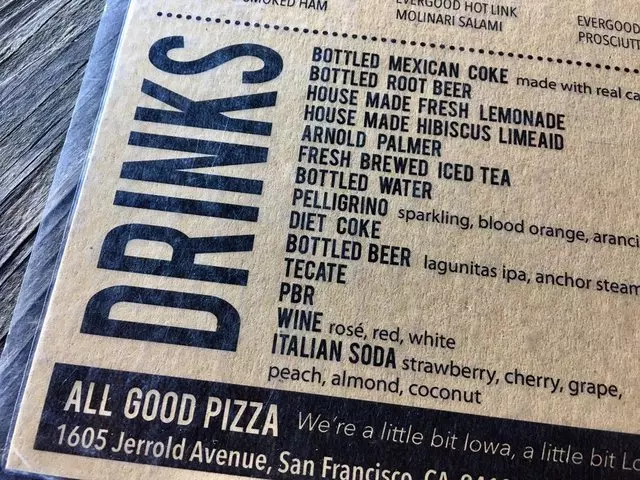 SMOKED HAM
EVERGOOD HOT LINK
MOLINARI SALAMI
EVERGOOD
DRINKS
BOTTLED MEXICAN COKE made with real
BOTTLED ROOT BEER
HOUSE MADE FRESH LEMONADE
HOUSE MADE HIBISCUS LIMEAID
ARNOLD PALMER
FRESH BREWED ICED TEA
BOTTLED WATER
PELLIGRINO sparkling, blood orange,
DIET COKE
BOTTLED BEER lagunitas ipa, anchor steam
TECATE
PBR
WINE rosé, red, white
ITALIAN SODA strawberry, cherry, grape,
peach, almond, coconut
ALL GOOD PIZZA We're a little bit Iowa, a little bit
1605 Jerrold Avenue, San Francisco, CA